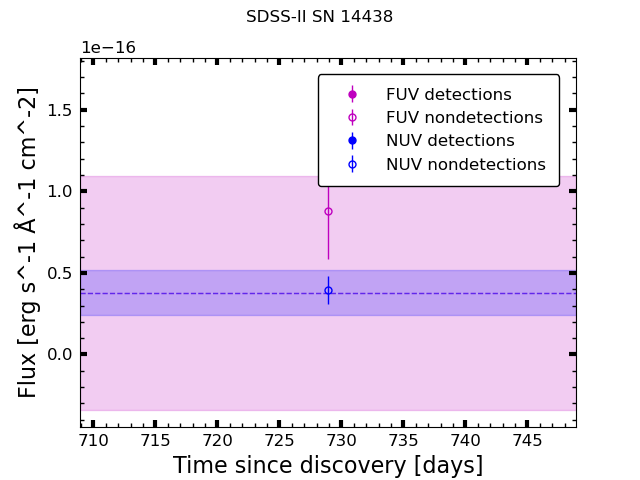 SDSS-II SN 14438
1e−16
FUV detections
FUV nondetections
NUV detections
NUV nondetections
1.5
1.0
0.5
0.0
Flux [erg s^-1 Å^-1 cm^-2]
710 715 720 725 730 735 740 745
Time since discovery [days]